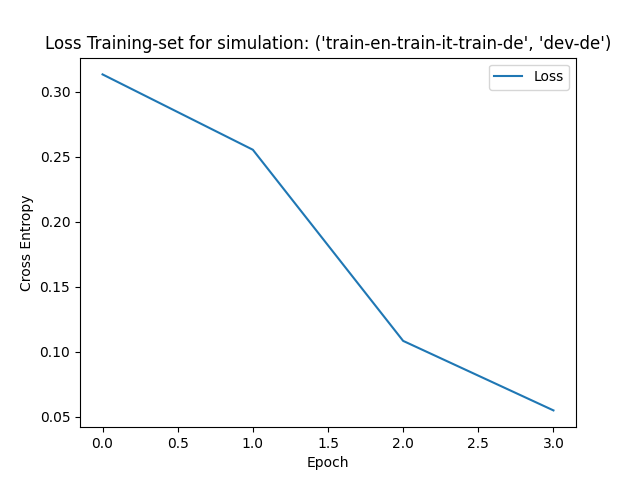 Loss Training-set for simulation: ('train-en-train-it-train-de', 'dev-de')
Loss
Cross Entropy
0.30
0.25
0.20
0.15
0.10
0.05
0.0 0.5 1.0 1.5 2.0 2.5 3.0
Epoch